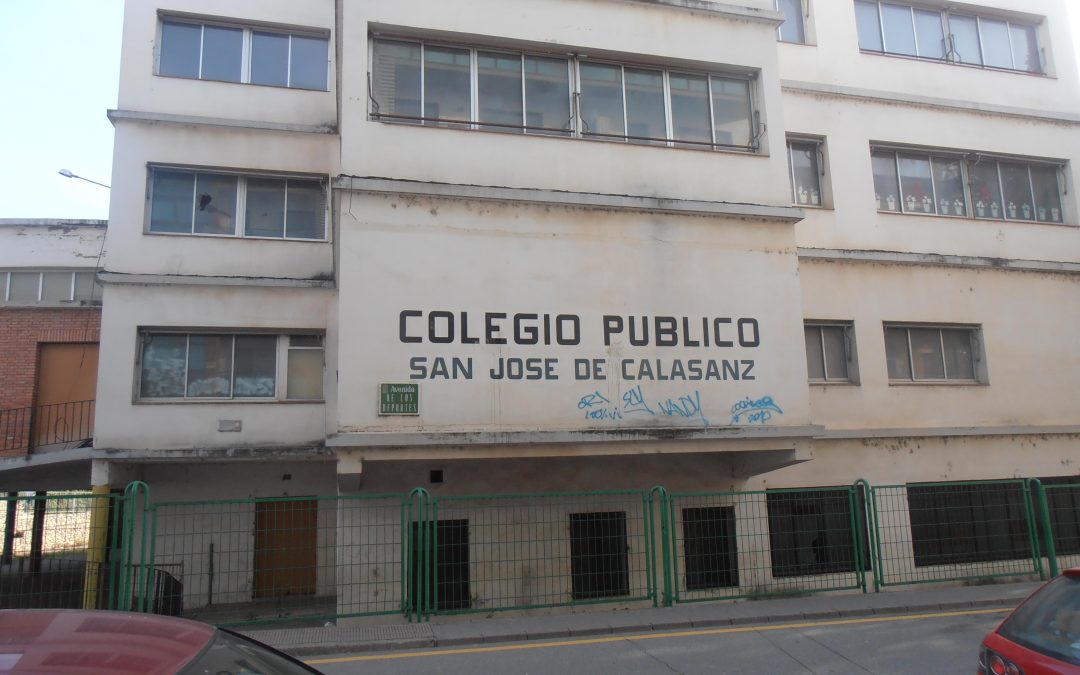 COLEGIO PUBLICO
SAN JOSE DE CALASANZ
Avenida
DE LOS
DEPORTES